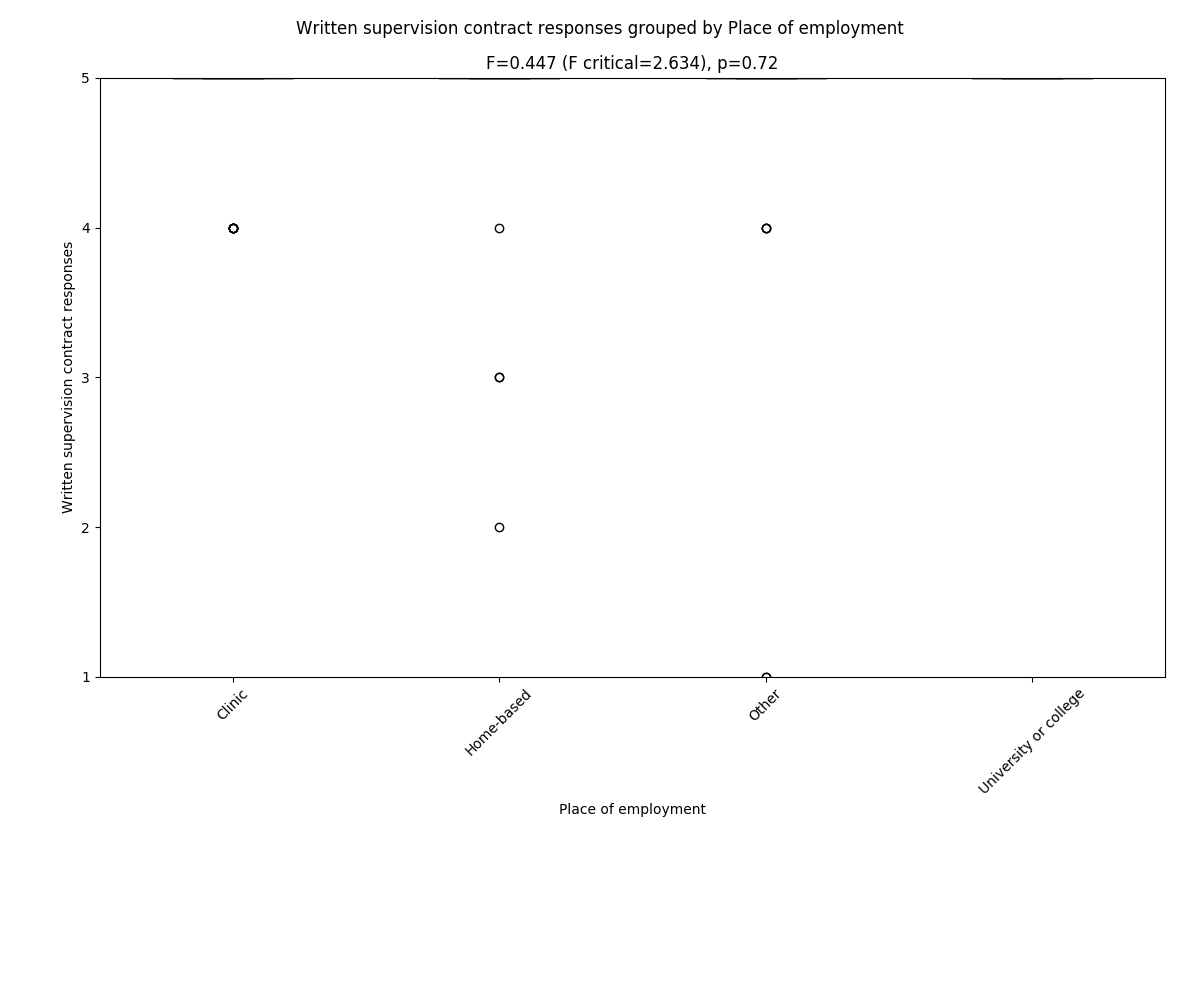 Written supervision contract responses grouped by Place of employment
F=0.447 (F critical=2.634), p=0.72
5
4
3
2
1
Written supervision contract responses
Clinic
Home-based
Other
University or college
Place of employment